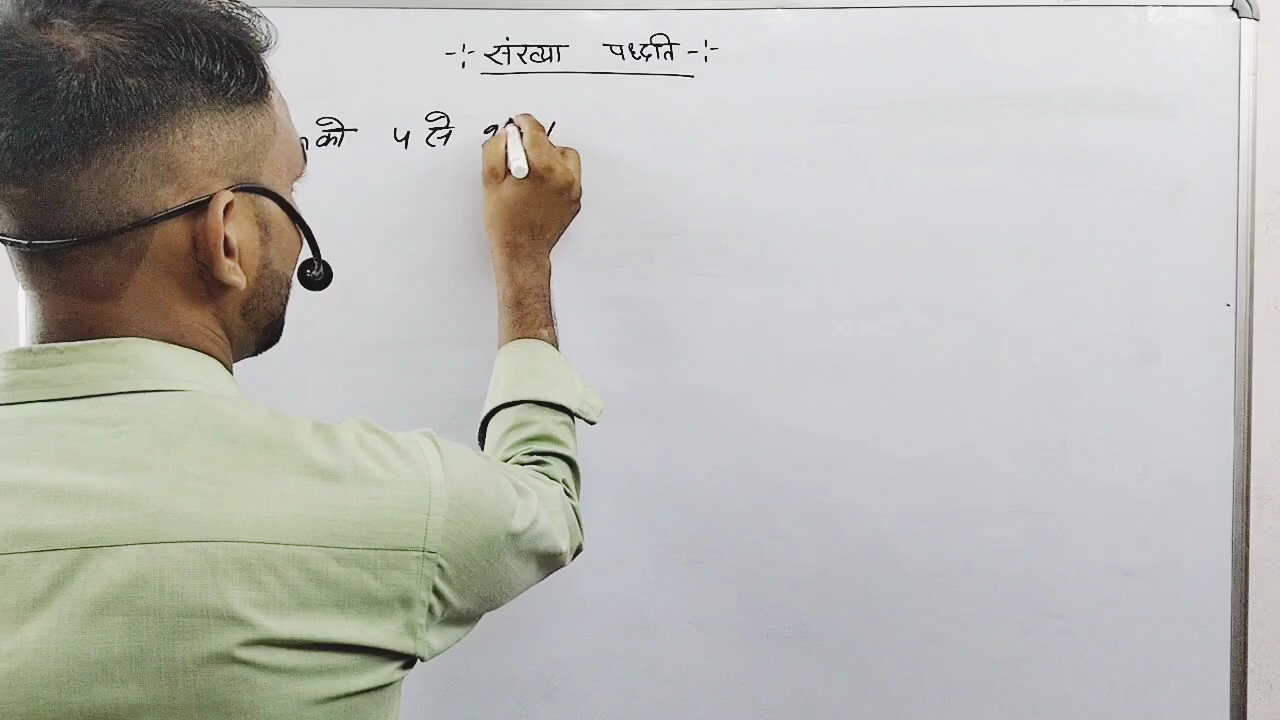 -:- संख्या पध्दति -:-
को 5 से